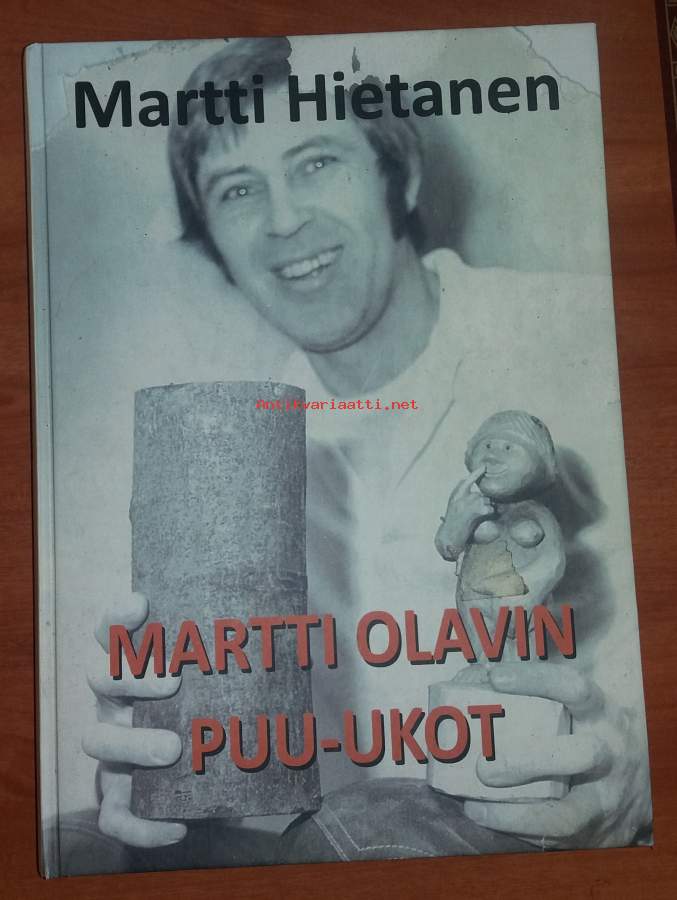 Martti Hietanen
Antikvariaatti.net
MARTTI OLAVIN
PUU-UKOT